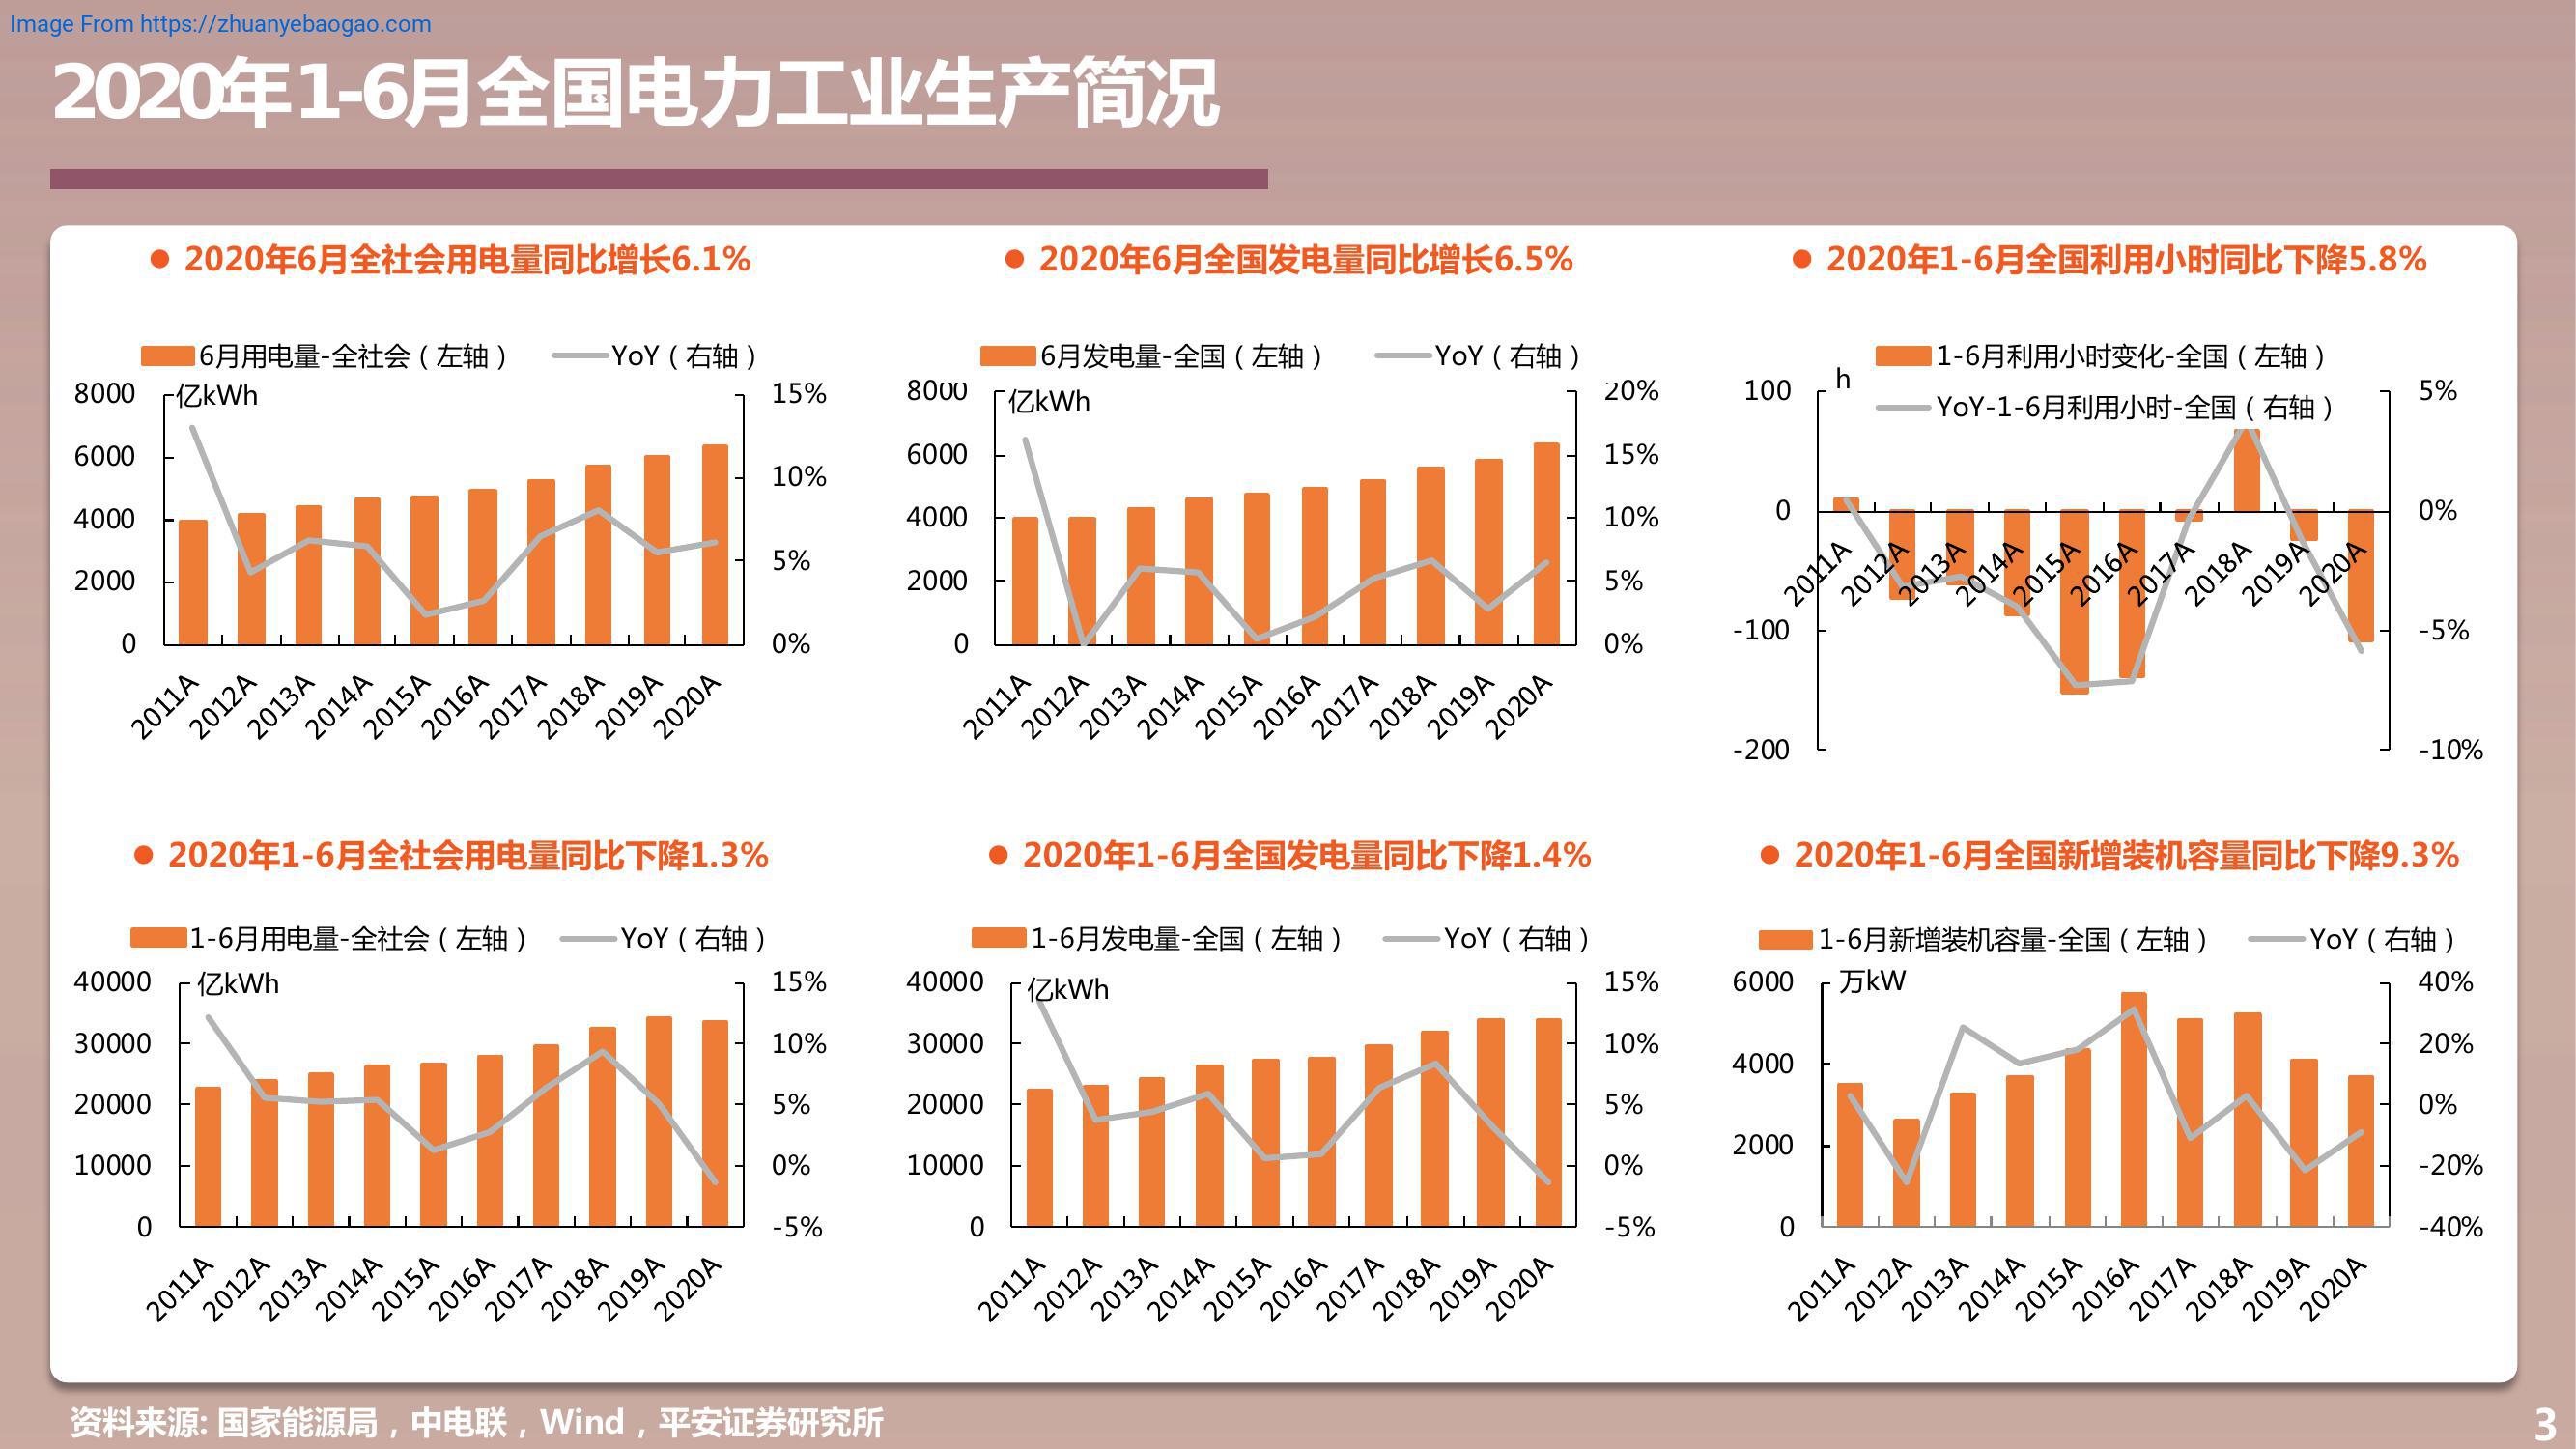 Image From https://zhuanyebaogao.com
2020年1-6月全国电力工业生产简况
● 2020年6月全社会用电量同比增长6.1%
6月用电量-全社会（左轴） YoY（右轴）
亿kWh
8000
6000
4000
2000
0
15%
10%
5%
0%
2011A 2012A 2013A 2014A 2015A 2016A 2017A 2018A 2019A 2020A
● 2020年6月全国发电量同比增长6.5%
6月发电量-全国（左轴） YoY（右轴）
亿kWh
8000
6000
4000
2000
0
20%
15%
10%
5%
0%
2011A 2012A 2013A 2014A 2015A 2016A 2017A 2018A 2019A 2020A
● 2020年1-6月全国利用小时同比下降5.8%
1-6月利用小时变化-全国（左轴）
YoY-1-6月利用小时-全国（右轴）
h
100
0
-100
-200
5%
0%
-5%
-10%
2011A 2012A 2013A 2014A 2015A 2016A 2017A 2018A 2019A 2020A
● 2020年1-6月全社会用电量同比下降1.3%
1-6月用电量-全社会（左轴） YoY（右轴）
亿kWh
40000
30000
20000
10000
0
15%
10%
5%
0%
-5%
2011A 2012A 2013A 2014A 2015A 2016A 2017A 2018A 2019A 2020A
● 2020年1-6月全国发电量同比下降1.4%
1-6月发电量-全国（左轴） YoY（右轴）
亿kWh
40000
30000
20000
10000
0
15%
10%
5%
0%
-5%
2011A 2012A 2013A 2014A 2015A 2016A 2017A 2018A 2019A 2020A
● 2020年1-6月全国新增装机容量同比下降9.3%
1-6月新增装机容量-全国（左轴） YoY（右轴）
万kW
6000
4000
2000
0
40%
20%
0%
-20%
-40%
2011A 2012A 2013A 2014A 2015A 2016A 2017A 2018A 2019A 2020A
资料来源: 国家能源局，中电联，Wind，平安证券研究所
3